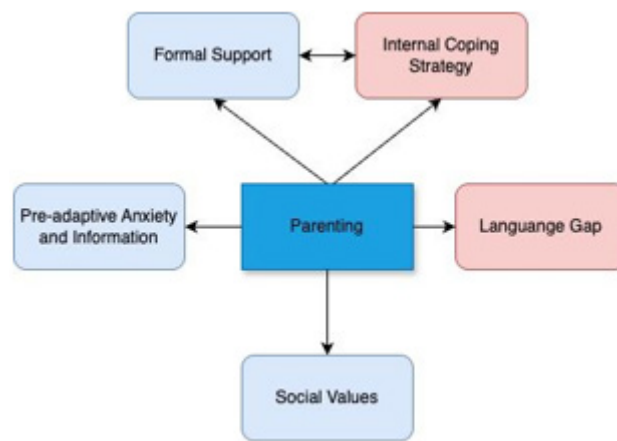 Formal Support
Internal Coping
Strategy
Pre-adaptive Anxiety
and Information
Parenting
Languange Gap
Social Values